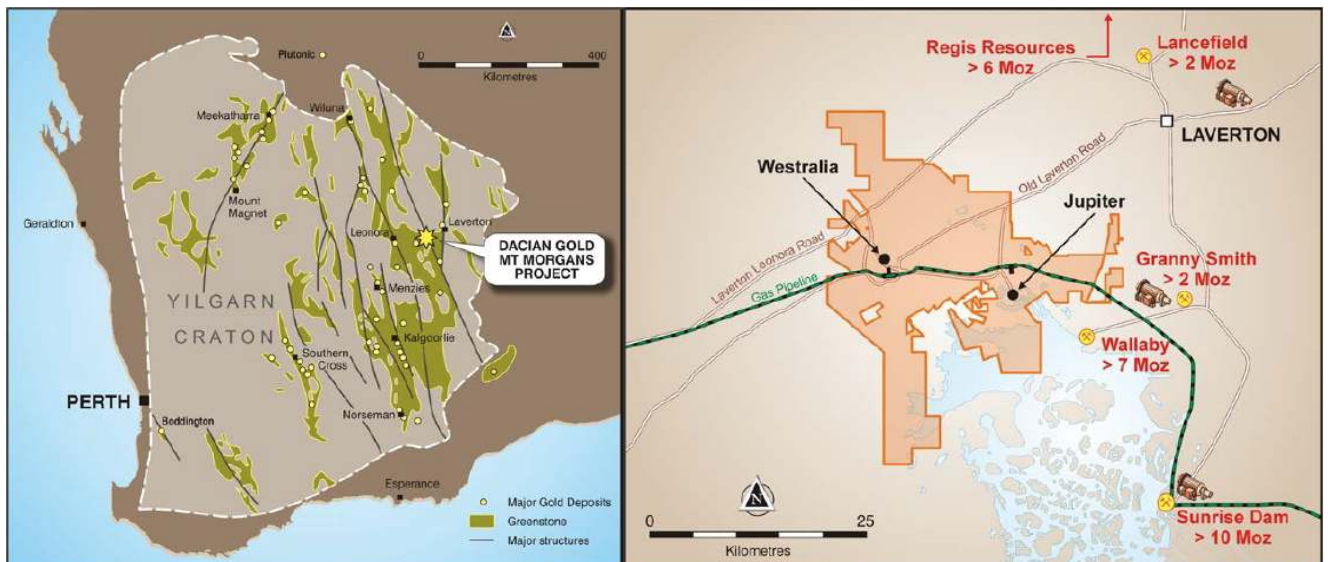 Plutonic
0
400
Kilometres
Meekatharra
Wiluna
Mount
Magnet
Geraldton
Leonora
Laverton
DACIAN GOLD
MT MORGANS
PROJECT
YILGARN
CRATON
Menzies
Kalgoorlie
Southern
Cross
PERTH
Boddington
Norseman
Esperance
Major Gold Deposits
Greenstone
Major structures
Regis Resources
> 6 Moz
Lancefield
> 2 Moz
LAVERTON
Westralia
Old Laverton Road
Jupiter
Laverton Leonora Road
Gas Pipeline
Granny Smith
> 2 Moz
Wallaby
> 7 Moz
N
0
25
Kilometres
Sunrise Dam
> 10 Moz